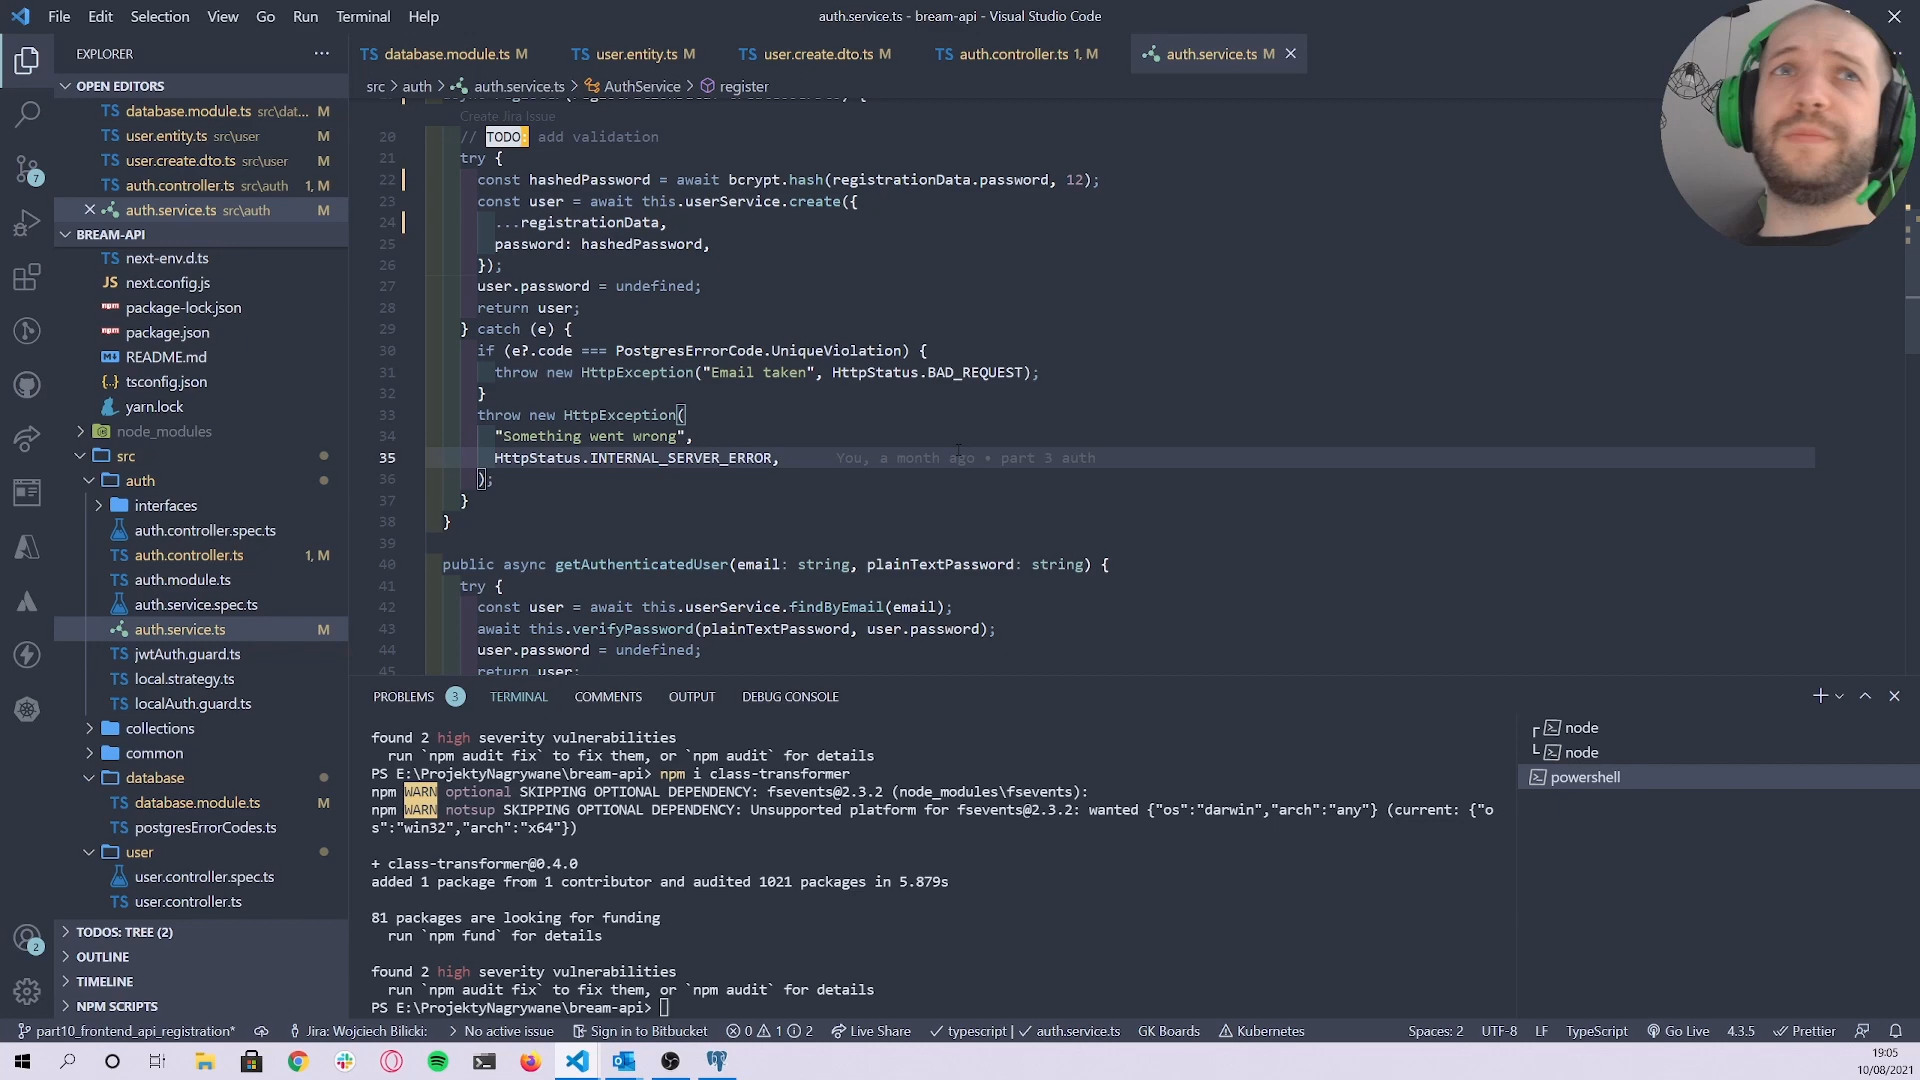 File Edit Selection View Go Run Terminal Help
auth.service.ts - bream-api - Visual Studio Code
EXPLORER
OPEN EDITORS
TS database.module.ts src\dat... M
TS user.entity.ts src\user M
TS user.create.dto.ts src\user M
TS auth.controller.ts src\auth 1, M
auth.service.ts src\auth M
7
BREAM-API
next-env.d.ts
next.config.js
package-lock.json
package.json
README.md
tsconfig.json
yarn.lock
node_modules
src
auth
interfaces
auth.controller.spec.ts
TS auth.controller.ts 1, M
TS auth.module.ts
auth.service.spec.ts
auth.service.ts M
TS jwtAuth.guard.ts
TS local.strategy.ts
TS localAuth.guard.ts
collections
common
database
TS database.module.ts M
TS postgresErrorCodes.ts
user
user.controller.spec.ts
TS user.controller.ts
TODOS: TREE (2)
OUTLINE
TIMELINE
NPM SCRIPTS
2
TS database.module.ts M TS user.entity.ts M TS user.create.dto.ts M TS auth.controller.ts 1, M auth.service.ts M
src > auth > auth.service.ts > AuthService > register
Create Jira Issue
20 // TODO: add validation
21 try {
22 const hashedPassword = await bcrypt.hash(registrationData.password, 12);
23 const user = await this.userService.create({
24 ...registrationData,
25 password: hashedPassword,
26 });
27 user.password = undefined;
28 return user;
29 } catch (e) {
30 if (e?.code === PostgresErrorCode.UniqueViolation) {
31 throw new HttpException("Email taken", HttpStatus.BAD_REQUEST);
32 }
33 throw new HttpException(
34 "Something went wrong",
35 HttpStatus.INTERNAL_SERVER_ERROR, You, a month ago • part 3 auth
36 );
37 }
38 }
39
40 public async getAuthenticatedUser(email: string, plainTextPassword: string) {
41 try {
42 const user = await this.userService.findByEmail(email);
43 await this.verifyPassword(plainTextPassword, user.password);
44 user.password = undefined;
45 return user;
PROBLEMS 3 TERMINAL COMMENTS OUTPUT DEBUG CONSOLE
found 2 high severity vulnerabilities
run `npm audit fix` to fix them, or `npm audit` for details
PS E:\ProjektyNagrywane\bream-api> npm i class-transformer
npm WARN optional SKIPPING OPTIONAL DEPENDENCY: fsevents@2.3.2 (node_modules\fsevents):
npm WARN notsup SKIPPING OPTIONAL DEPENDENCY: Unsupported platform for fsevents@2.3.2: wanted {"os":"darwin","arch":"any"} (current: {"o
s":"win32","arch":"x64"})
+ class-transformer@0.4.0
added 1 package from 1 contributor and audited 1021 packages in 5.879s
81 packages are looking for funding
run `npm fund` for details
found 2 high severity vulnerabilities
run `npm audit fix` to fix them, or `npm audit` for details
PS E:\ProjektyNagrywane\bream-api>
node
node
powershell
part10_frontend_api_registration* Jira: Wojciech Bilicki: No active issue Sign in to Bitbucket 0 1 2 Live Share typescript | auth.service.ts GK Boards Kubernetes Spaces: 2 UTF-8 LF TypeScript Go Live 4.3.5 Prettier
19:05
10/08/2021